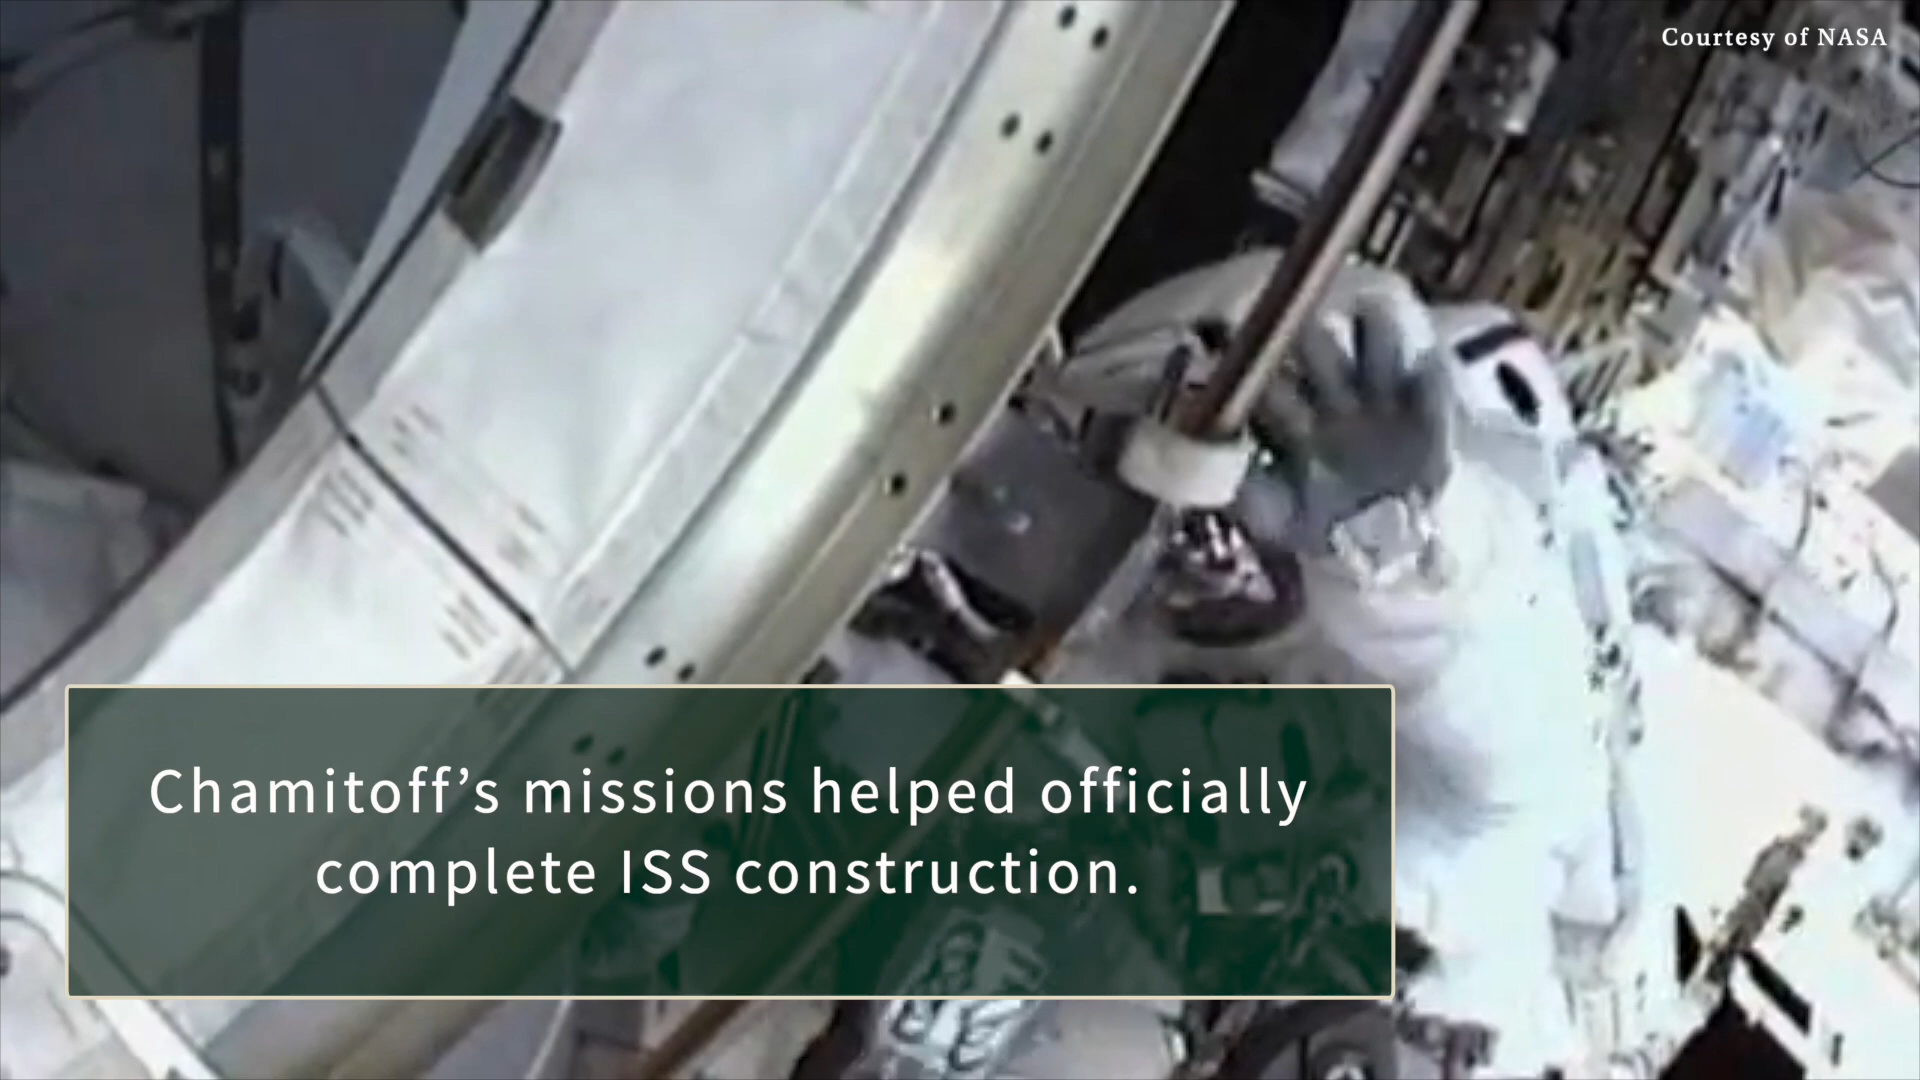 Courtesy of NASA
Chamitoff’s missions helped officially
complete ISS construction.